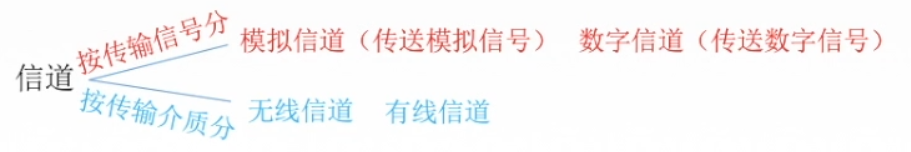 按传输信号分
模拟信道（传送模拟信号） 数字信道（传送数字信号）
信道
按传输介质分
无线信道 有线信道